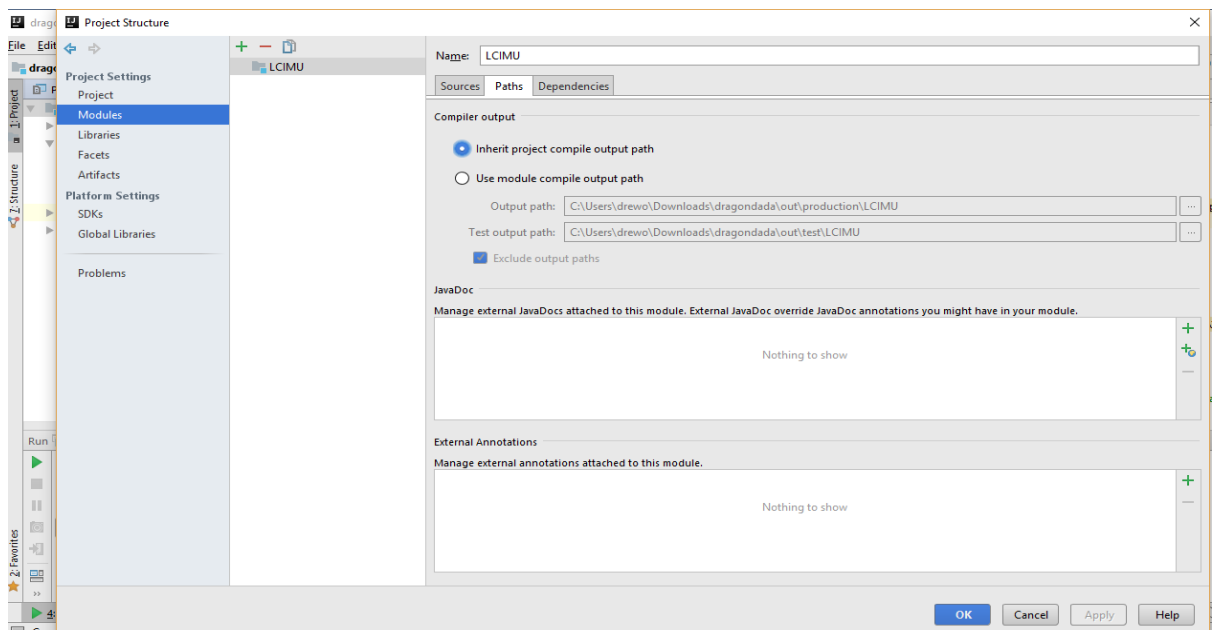 drag
Project Structure
File Edit
drag
Name: LCIMU
LCIMU
Project Settings
Project
Sources Paths Dependencies
Modules
Compiler output
Libraries
Inherit project compile output path
Facets
Artifacts
Use module compile output path
Platform Settings
Output path: C:\Users\drewo\Downloads\dragondada\out\production\LCIMU ...
SDKs
Test output path: C:\Users\drewo\Downloads\dragondada\out\test\LCIMU ...
Global Libraries
Exclude output paths
Problems
JavaDoc
Manage external JavaDocs attached to this module. External JavaDoc override JavaDoc annotations you might have in your module.
Nothing to show
External Annotations
Manage external annotations attached to this module.
Nothing to show
1: Project
7: Structure
2: Favorites
Run
4:
OK Cancel Apply Help